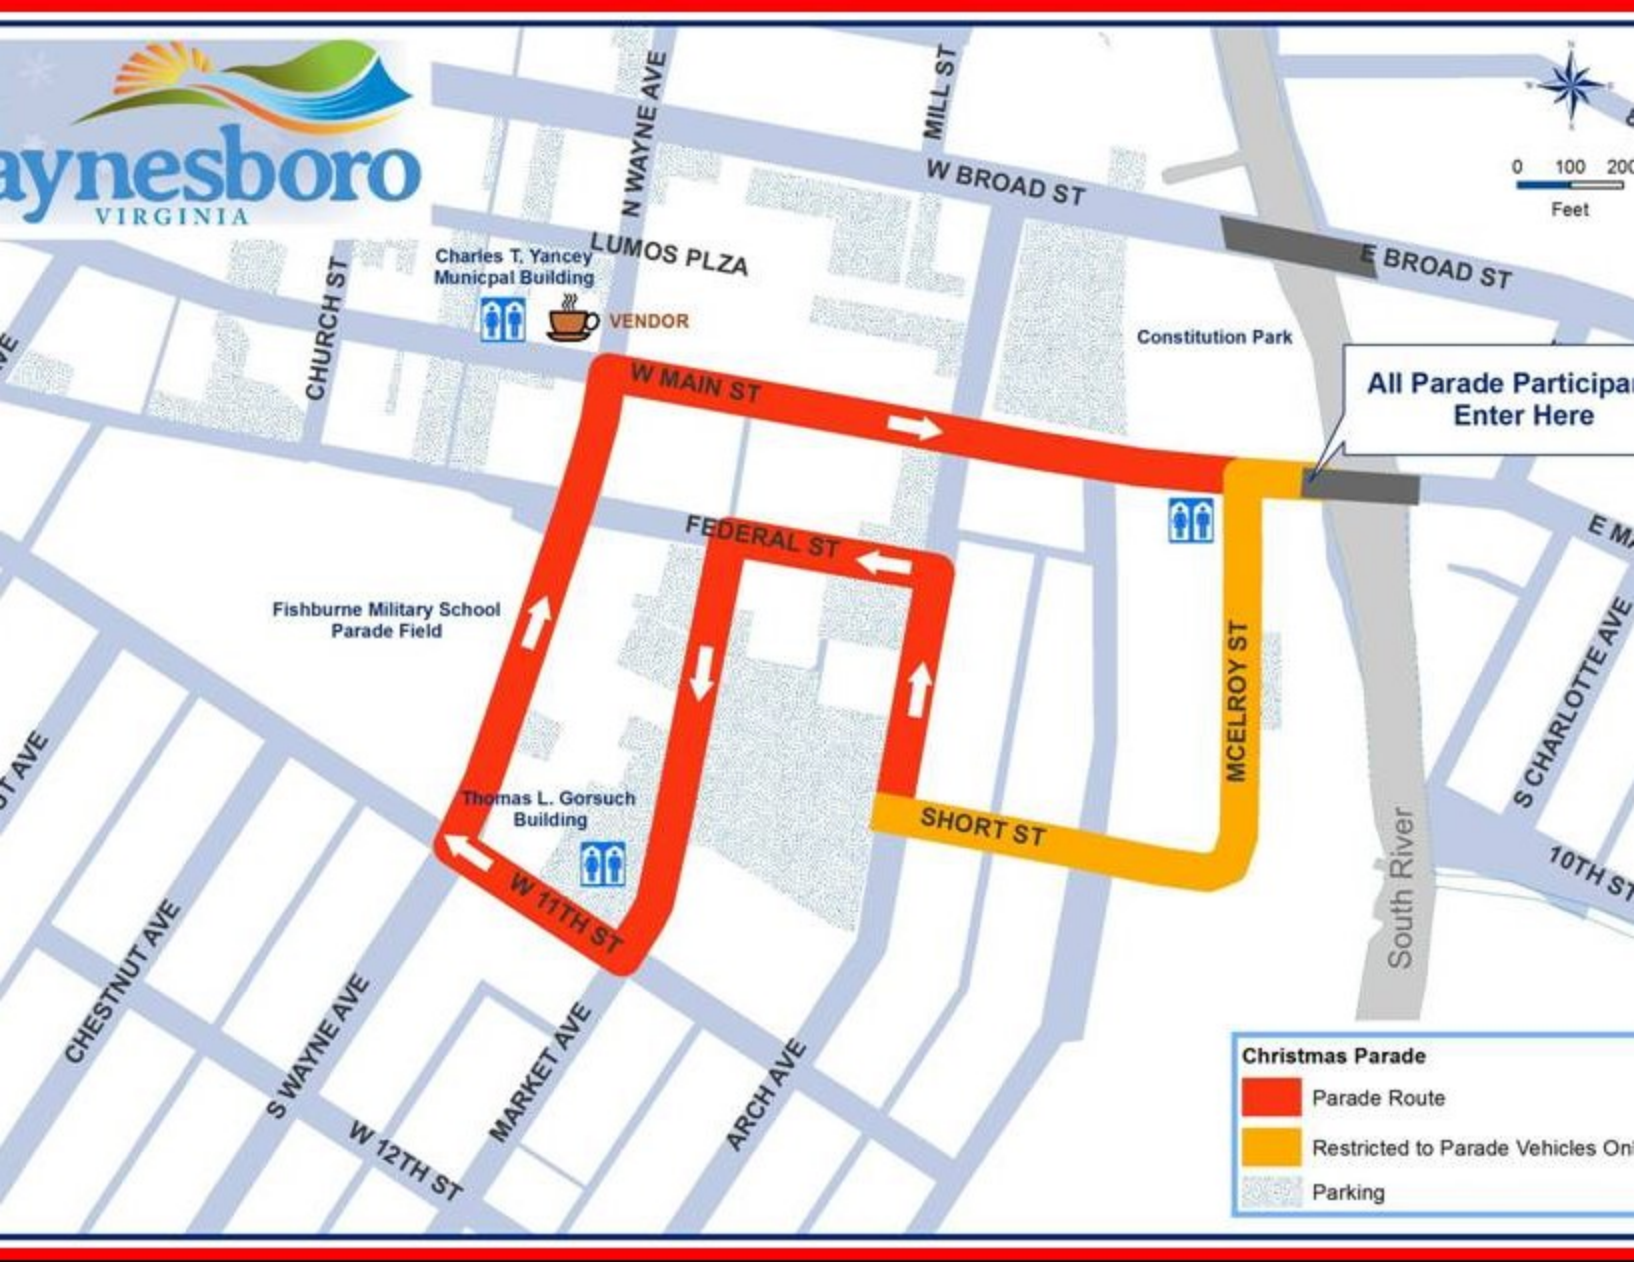 aynesboro
VIRGINIA
N WAYNE AVE
MILL ST
W BROAD ST
0 100 200
Feet
E BROAD ST
LUMOS PLZA
Charles T. Yancey
Municpal Building
VENDOR
CHURCH ST
Constitution Park
All Parade Participa
Enter Here
W MAIN ST
FEDERAL ST
Fishburne Military School
Parade Field
MCELROY ST
S CHARLOTTE AVE
Thomas L. Gorsuch
Building
SHORT ST
W 11TH ST
South River
10TH ST
CHESTNUT AVE
S WAYNE AVE
MARKET AVE
ARCH AVE
W 12TH ST
Christmas Parade
Parade Route
Restricted to Parade Vehicles Onl
Parking